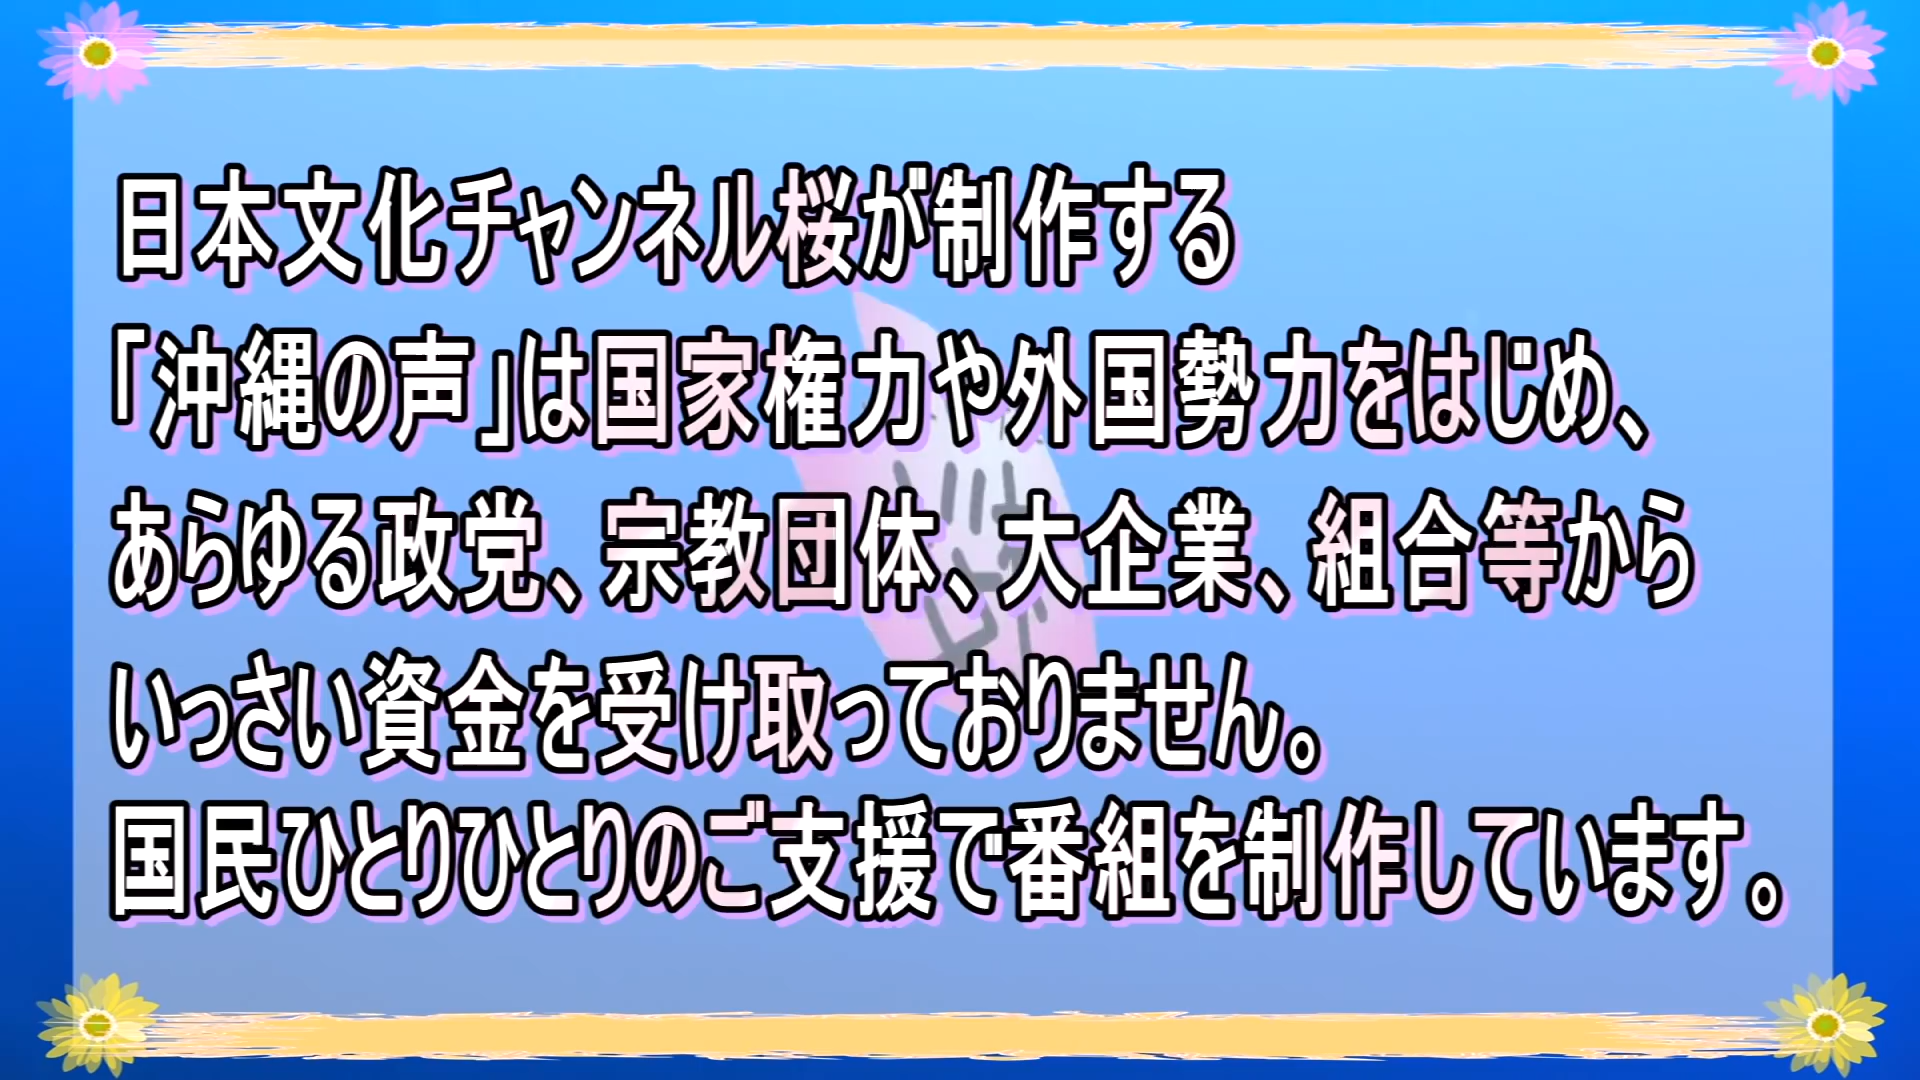 日本文化チャンネル桜が制作する
「沖縄の声」は国家権力や外国勢力をはじめ、
あらゆる政党、宗教団体、大企業、組合等から
いっさい資金を受け取っておりません。
国民ひとりひとりのご支援で番組を制作しています。